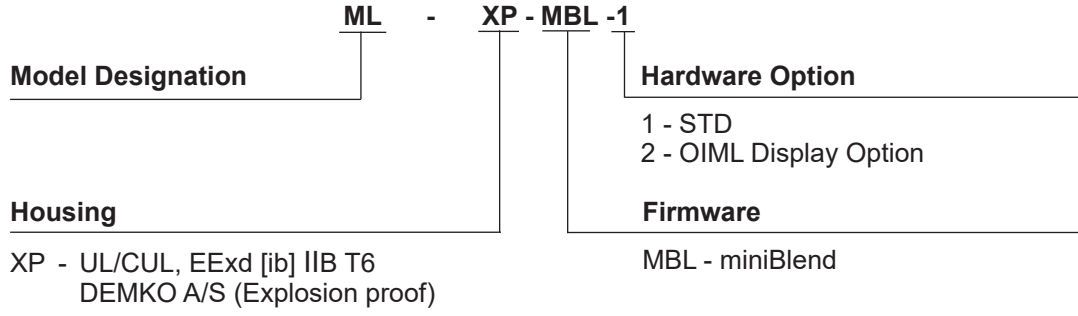 ML - XP - MBL -1
Model Designation
Hardware Option
1 - STD
2 - OIML Display Option
Housing
Firmware
XP - UL/CUL, EExd [ib] IIB T6
DEMKO A/S (Explosion proof)
MBL - miniBlend